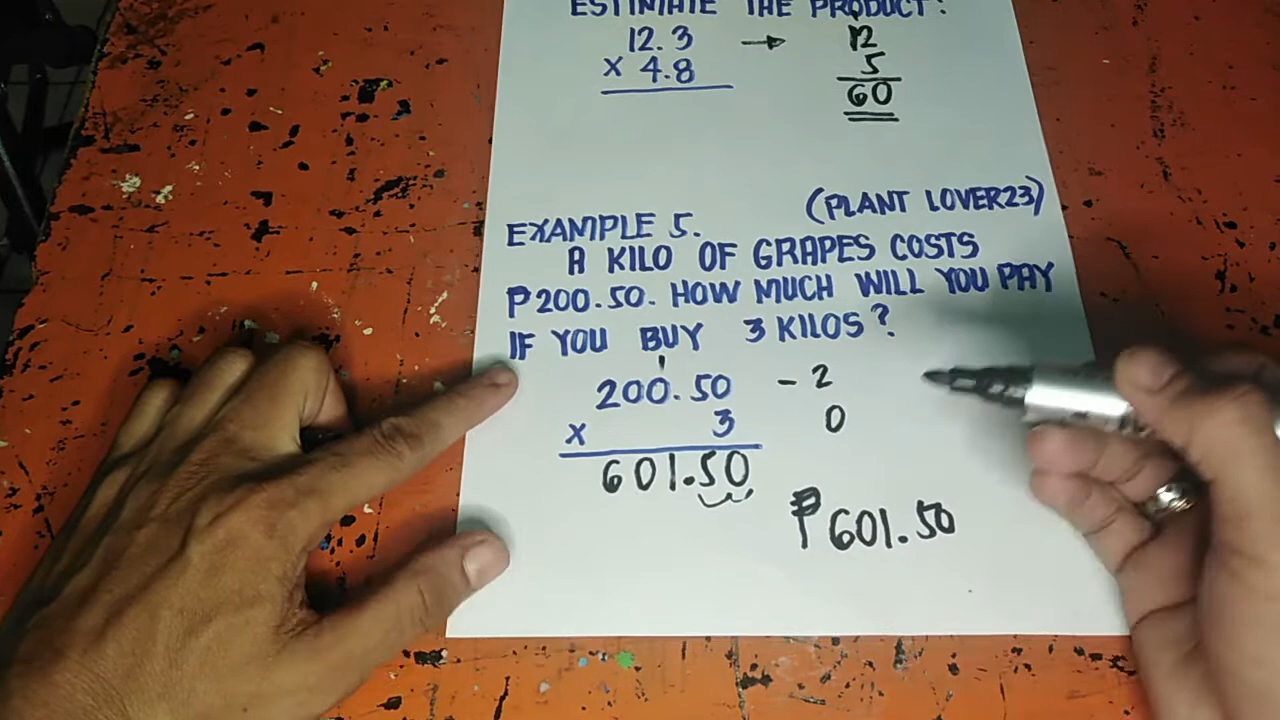 ESTIMATE THE PRODUCT:
12.3 → 12
× 4.8 5
60
(PLANT LOVER23)
EXAMPLE 5.
A KILO OF GRAPES COSTS
₱200.50. HOW MUCH WILL YOU PAY
IF YOU BUY 3 KILOS?
1
200.50 - 2
× 3 0
601.50
₱601.50